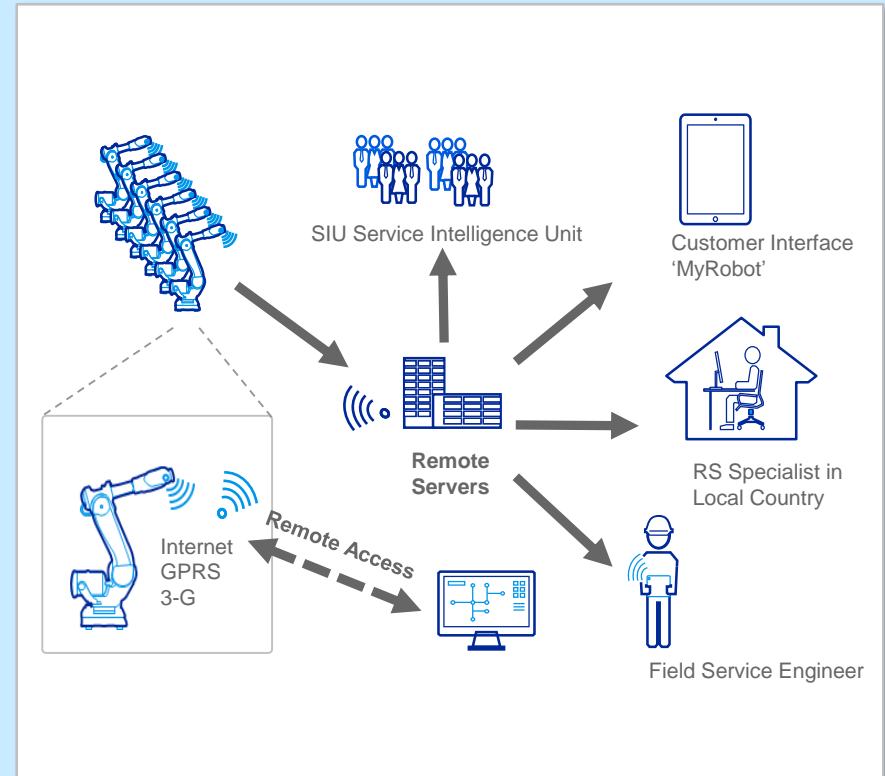 SIU Service Intelligence Unit
Customer Interface
‘MyRobot’
Remote
Servers
RS Specialist in
Local Country
Internet
GPRS
3-G
Remote Access
Field Service Engineer